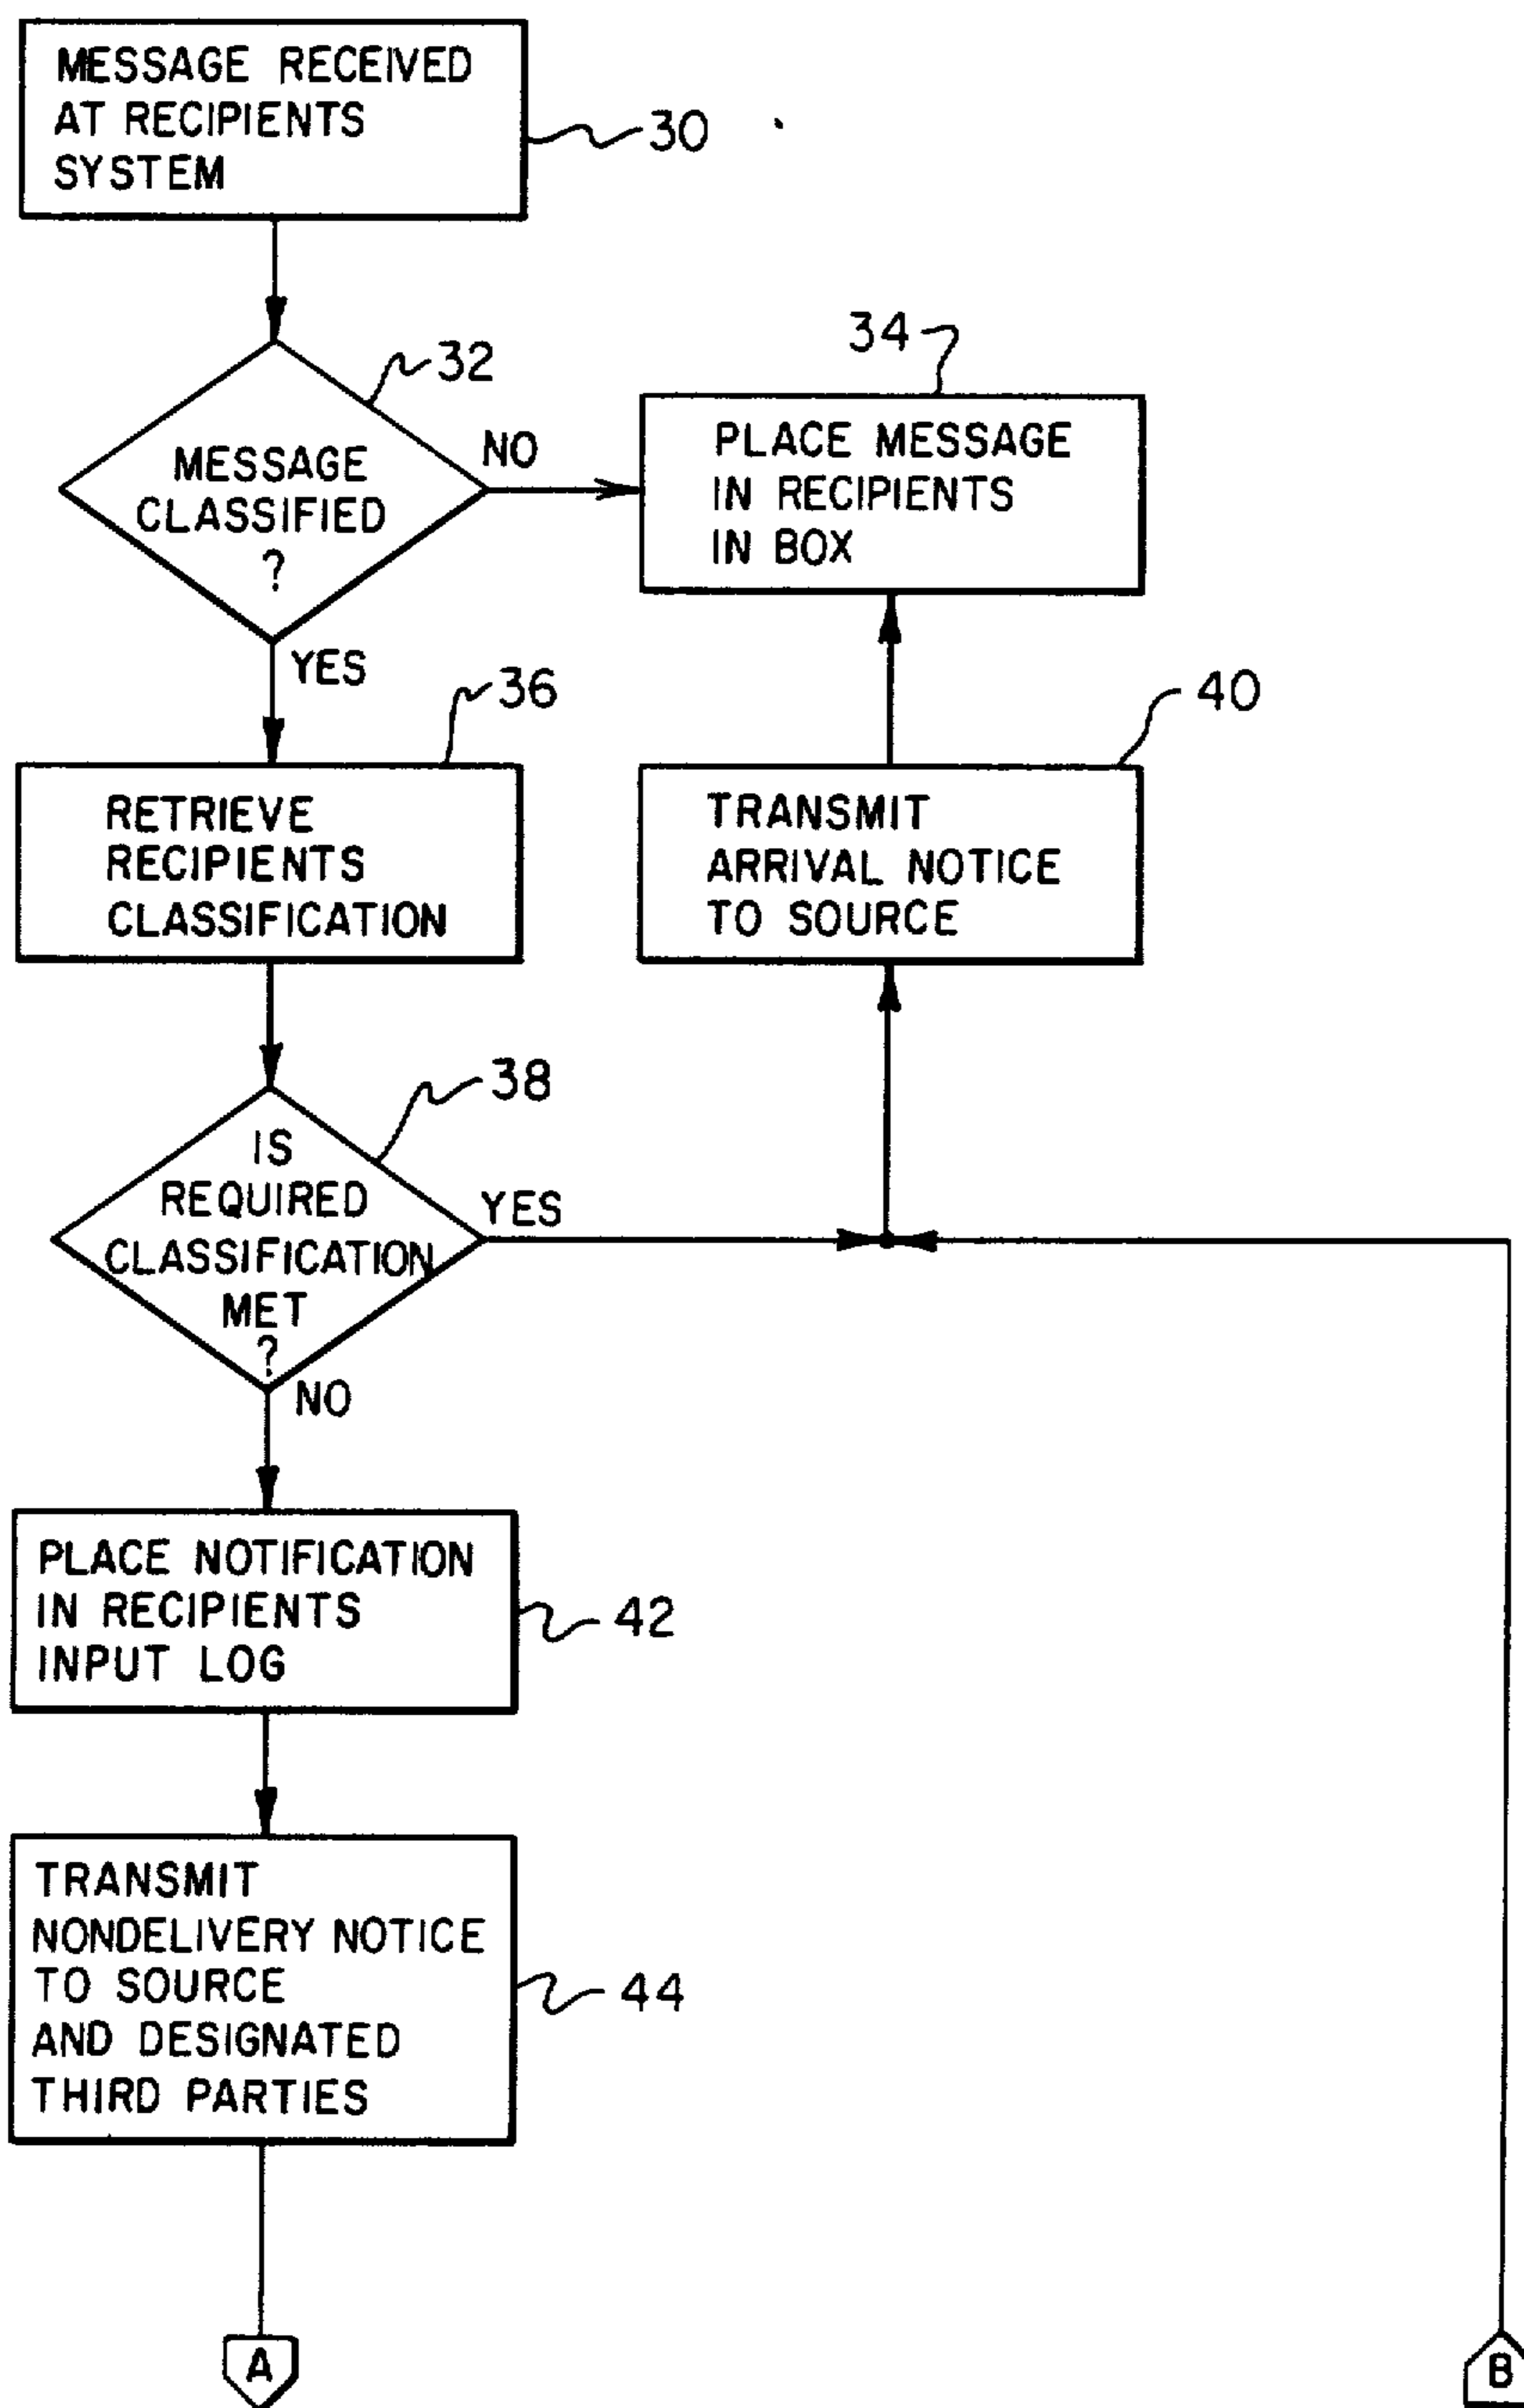 MESSAGE RECEIVED
AT RECIPIENTS
SYSTEM
30
32
MESSAGE
CLASSIFIED
?
NO
YES
34
PLACE MESSAGE
IN RECIPIENTS
IN BOX
36
RETRIEVE
RECIPIENTS
CLASSIFICATION
40
TRANSMIT
ARRIVAL NOTICE
TO SOURCE
38
IS
REQUIRED
CLASSIFICATION
MET
?
YES
NO
PLACE NOTIFICATION
IN RECIPIENTS
INPUT LOG
42
TRANSMIT
NONDELIVERY NOTICE
TO SOURCE
AND DESIGNATED
THIRD PARTIES
44
A
B